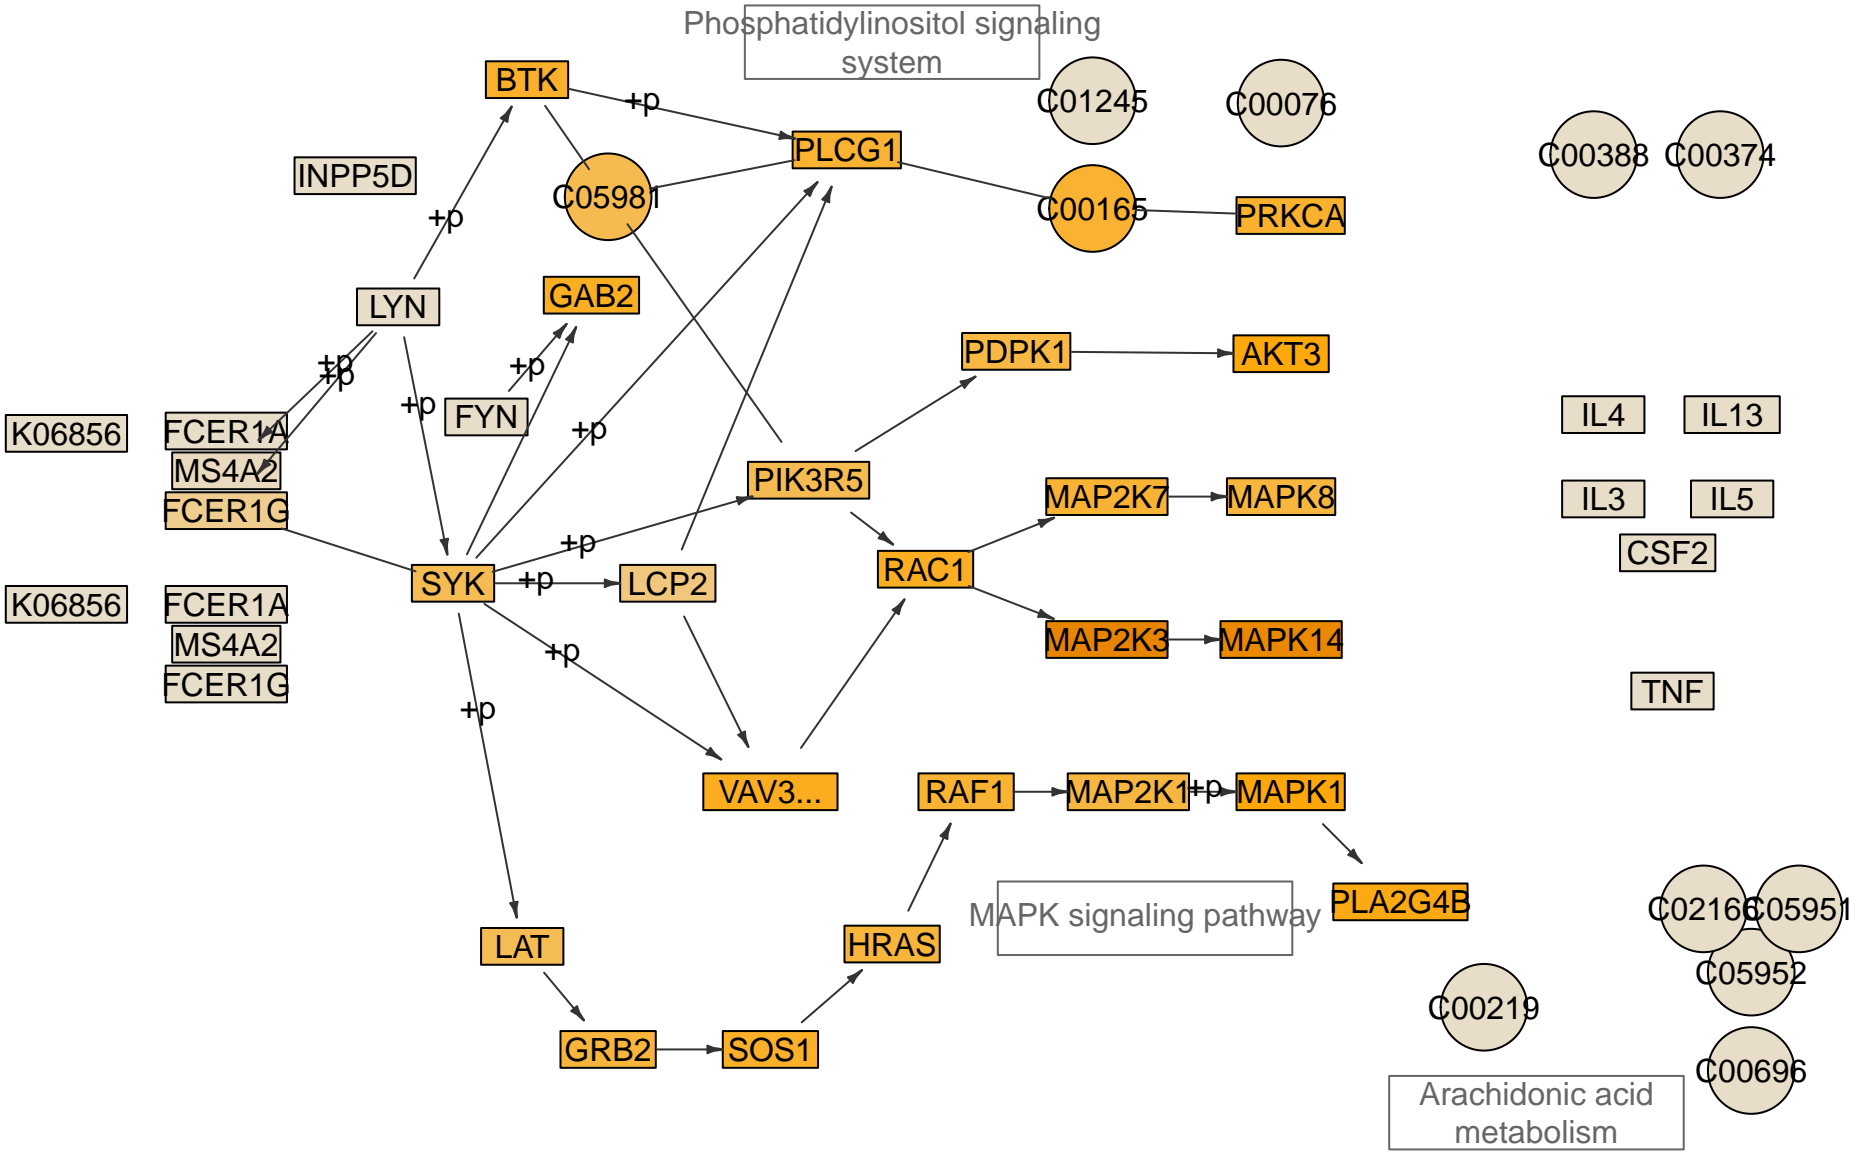 Phosphatidylinositol signaling
system
BTK
+p
C01245
C00076
PLCG1
C00388
C00374
INPP5D
C05981
C00165
PRKCA
+p
LYN
GAB2
PDPK1
AKT3
+p
+p
+p
+p
FYN
+p
K06856
FCER1A
MS4A2
FCER1G
IL4
IL13
PIK3R5
MAP2K7
MAPK8
IL3
IL5
CSF2
+p
SYK
+p
LCP2
RAC1
K06856
FCER1A
MS4A2
FCER1G
+p
MAP2K3
MAPK14
TNF
+p
VAV3...
RAF1
MAP2K1
+p
MAPK1
MAPK signaling pathway
PLA2G4B
C02166
C05951
LAT
HRAS
C05952
C00219
GRB2
SOS1
C00696
Arachidonic acid
metabolism